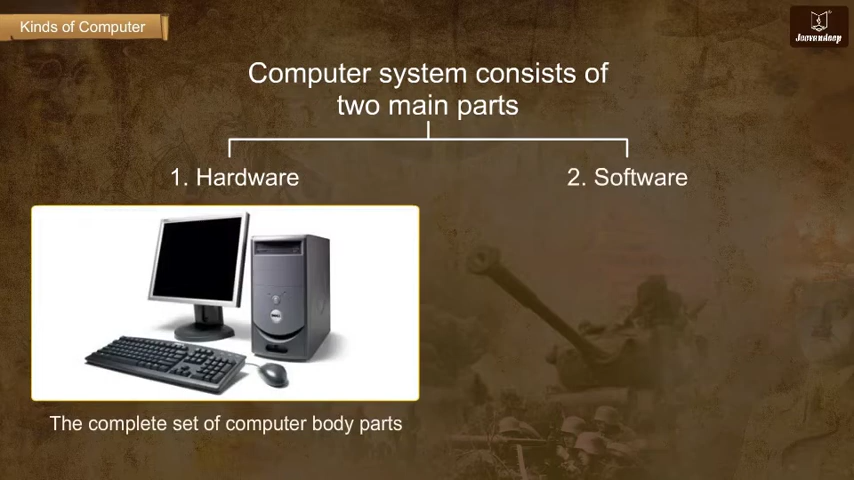 Kinds of Computer
Jeevandeep
Computer system consists of
two main parts
1. Hardware
2. Software
The complete set of computer body parts